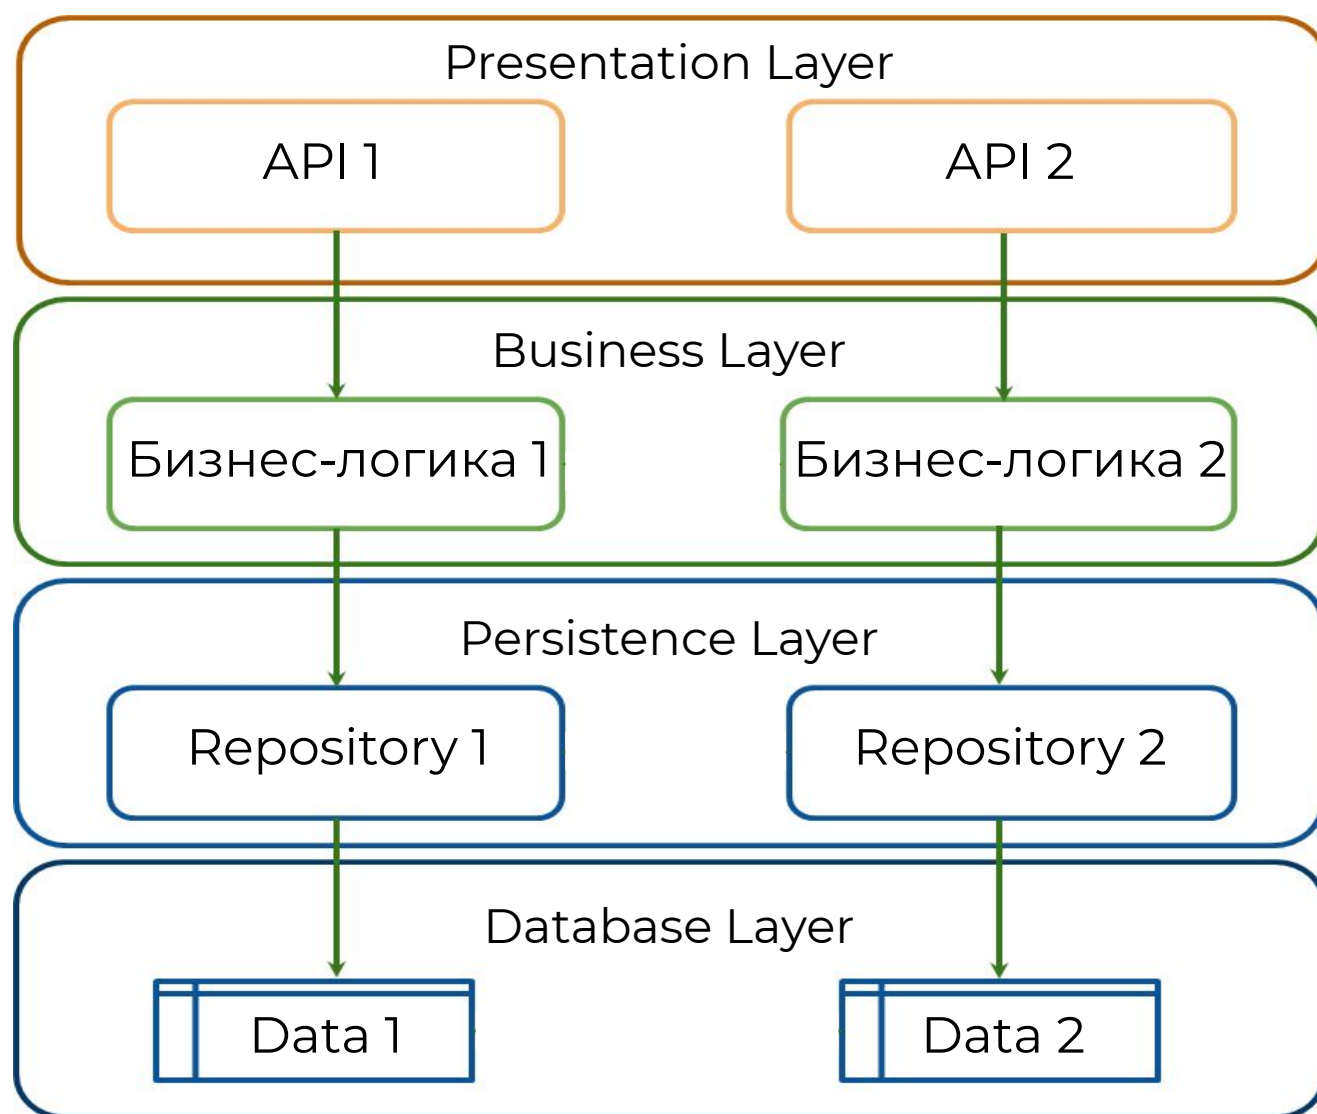 Presentation Layer
API 1
API 2
Business Layer
Бизнес-логика 1
Бизнес-логика 2
Persistence Layer
Repository 1
Repository 2
Database Layer
Data 1
Data 2